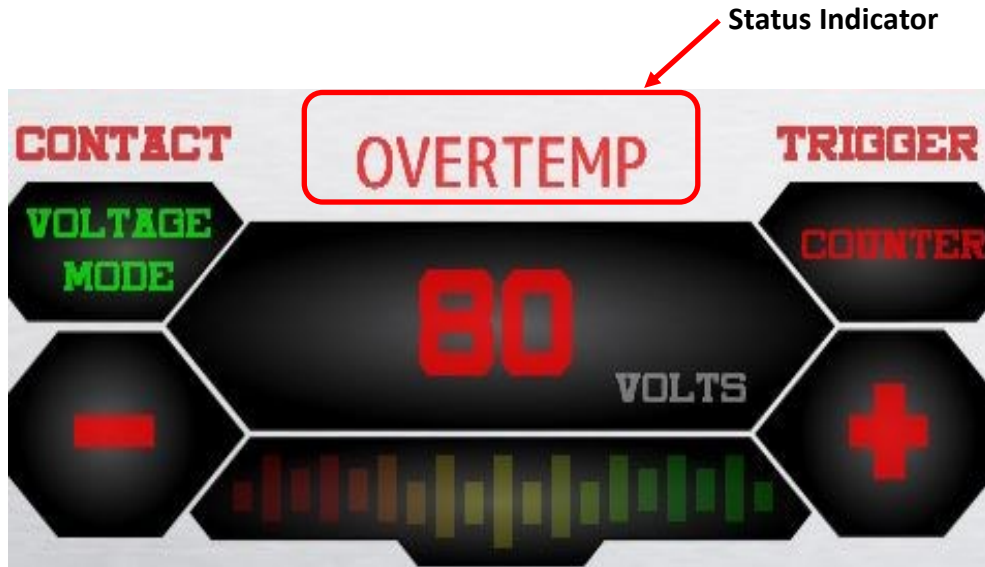 Status Indicator
CONTACT
OVERTEMP
TRIGGER
VOLTAGE
MODE
COUNTER
80
VOLTS